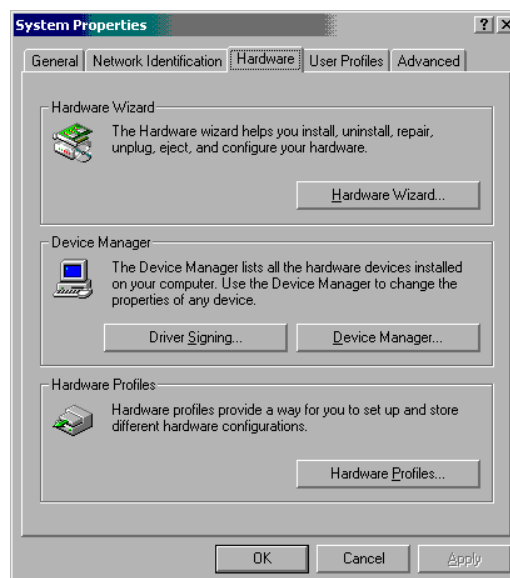 System Properties
General
Network Identification
Hardware
User Profiles
Advanced
Hardware Wizard
The Hardware wizard helps you install, uninstall, repair,
unplug, eject, and configure your hardware.
Hardware Wizard...
Device Manager
The Device Manager lists all the hardware devices installed
on your computer. Use the Device Manager to change the
properties of any device.
Driver Signing...
Device Manager...
Hardware Profiles
Hardware profiles provide a way for you to set up and store
different hardware configurations.
Hardware Profiles...
OK
Cancel
Apply